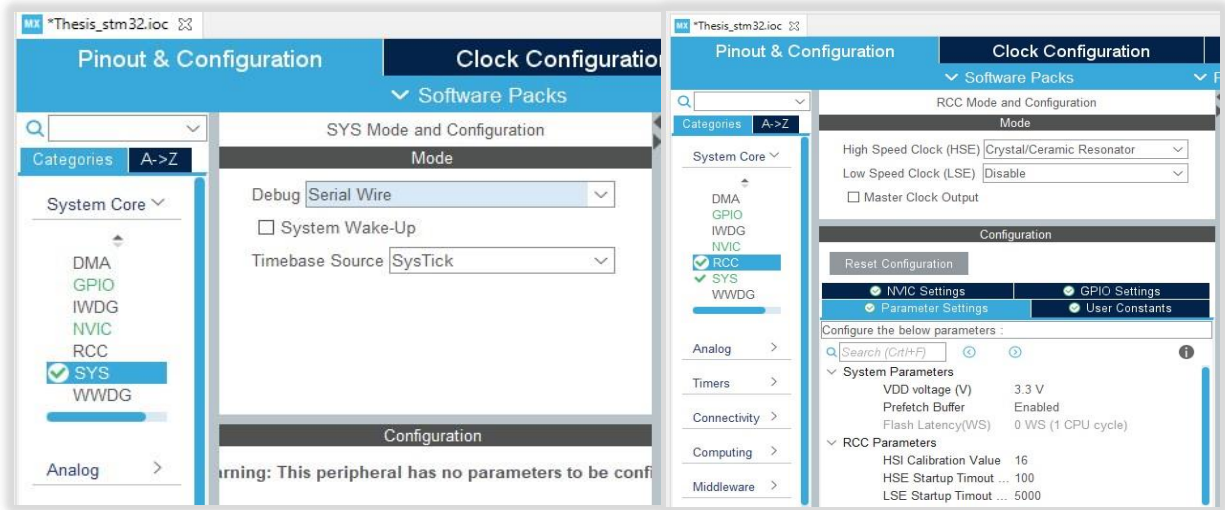 MX *Thesis_stm32.ioc
Pinout & Configuration
Clock Configuratio
Software Packs
Categories A->Z
System Core
DMA
GPIO
IWDG
NVIC
RCC
SYS
WWDG
Analog
SYS Mode and Configuration
Mode
Debug Serial Wire
System Wake-Up
Timebase Source SysTick
Configuration
arning: This peripheral has no parameters to be confi
MX *Thesis_stm32.ioc
Pinout & Configuration
Clock Configuration
Software Packs
Categories A->Z
System Core
DMA
GPIO
IWDG
NVIC
RCC
SYS
WWDG
Analog
Timers
Connectivity
Computing
Middleware
RCC Mode and Configuration
Mode
High Speed Clock (HSE) Crystal/Ceramic Resonator
Low Speed Clock (LSE) Disable
Master Clock Output
Configuration
Reset Configuration
NVIC Settings GPIO Settings
Parameter Settings User Constants
Configure the below parameters :
Search (Crtl+F)
System Parameters
VDD voltage (V) 3.3 V
Prefetch Buffer Enabled
Flash Latency(WS) 0 WS (1 CPU cycle)
RCC Parameters
HSI Calibration Value 16
HSE Startup Timout ... 100
LSE Startup Timout ... 5000